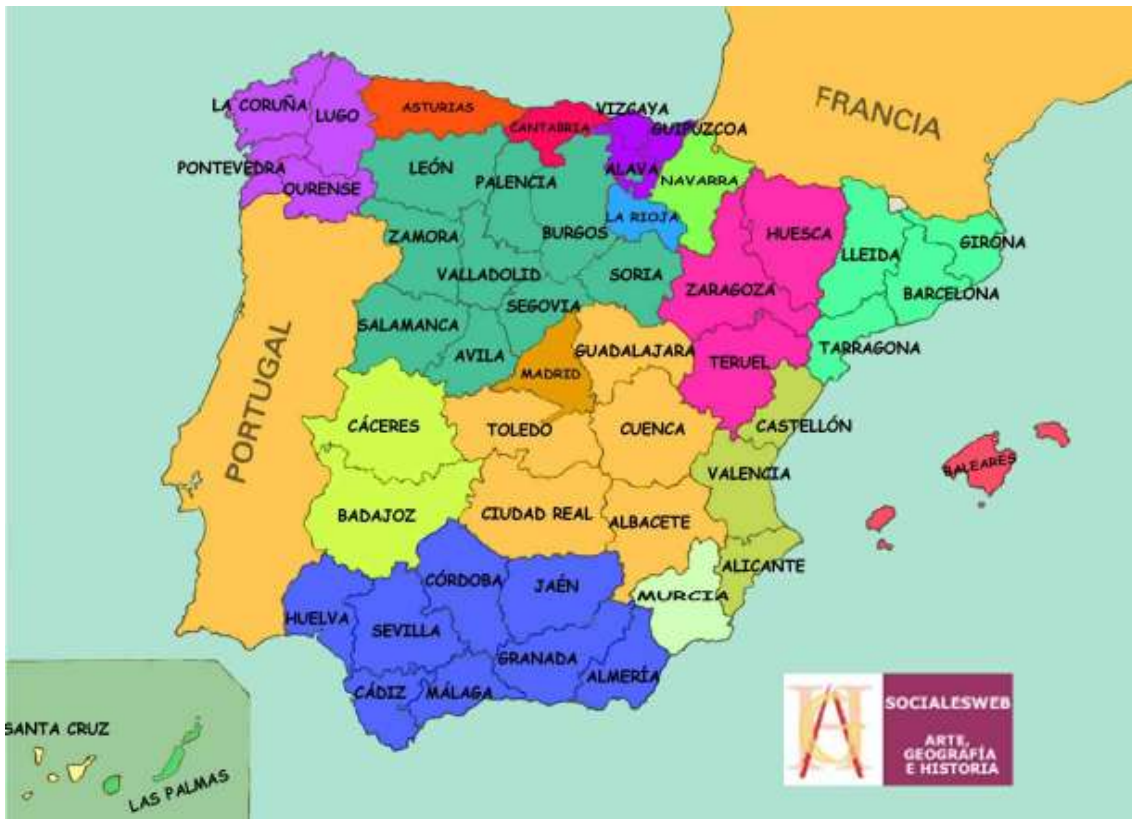 FRANCIA
LA CORUÑA
LUGO
ASTURIAS
CANTABRIA
VIZCAYA
GUIPUZCOA
PONTEVEDRA
OURENSE
LEÓN
PALENCIA
ALAVA
NAVARRA
LA RIOJA
BURGOS
ZAMORA
VALLADOLID
SORIA
HUESCA
LLEIDA
GIRONA
ZARAGOZA
BARCELONA
SEGOVIA
SALAMANCA
AVILA
MADRID
GUADALAJARA
TERUEL
TARRAGONA
PORTUGAL
CÁCERES
TOLEDO
CUENCA
CASTELLÓN
VALENCIA
BALEARES
BADAJOZ
CIUDAD REAL
ALBACETE
ALICANTE
MURCIA
CÓRDOBA
JAÉN
HUELVA
SEVILLA
GRANADA
ALMERÍA
CÁDIZ
MÁLAGA
SANTA CRUZ
LAS PALMAS
SOCIALESWEB
ARTE,
GEOGRAFÍA
E HISTORIA